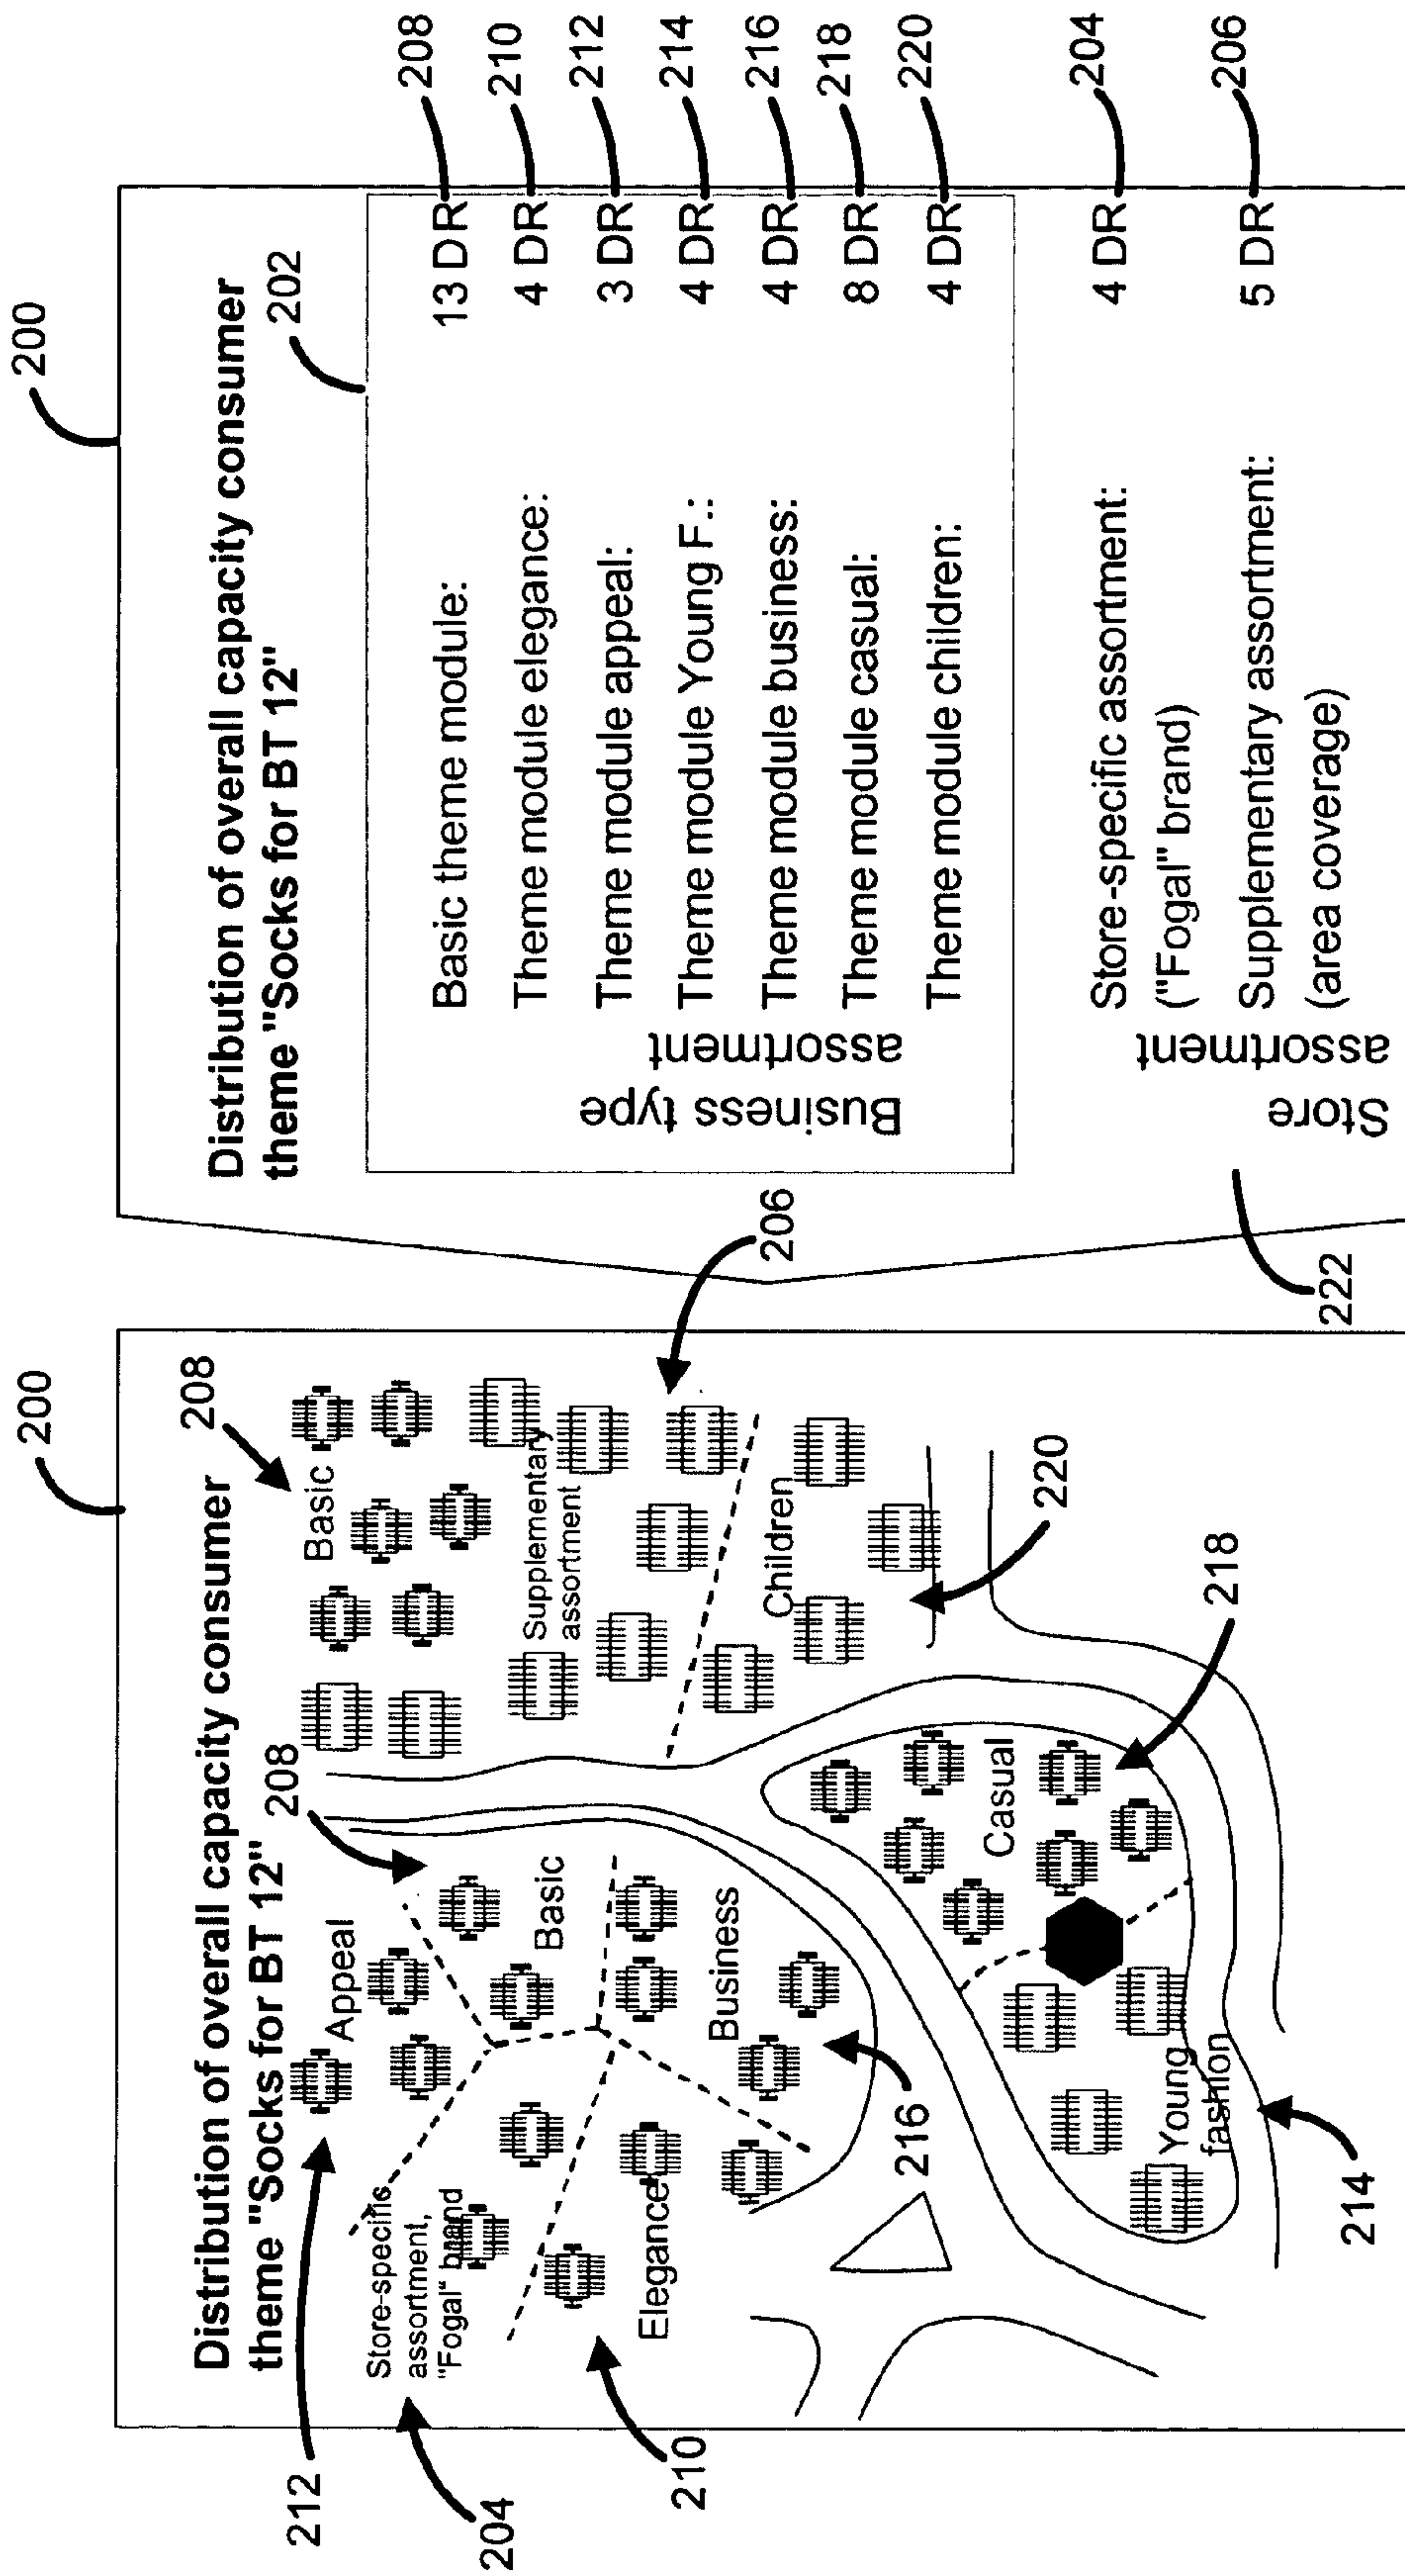 200
Distribution of overall capacity consumer
theme "Socks for BT 12"
208
208
212
Appeal
Basic
Basic
Store-specific
assortment,
"Fogal" brand
204
Supplementary
assortment
206
210
Elegance
Business
216
Children
220
Casual
218
Young
fashion
214
200
Distribution of overall capacity consumer
theme "Socks for BT 12"
202
Business type
assortment
Basic theme module: 13 DR 208
Theme module elegance: 4 DR 210
Theme module appeal: 3 DR 212
Theme module Young F.: 4 DR 214
Theme module business: 4 DR 216
Theme module casual: 8 DR 218
Theme module children: 4 DR 220
Store
assortment
222
Store-specific assortment: 4 DR 204
("Fogal" brand)
Supplementary assortment: 5 DR 206
(area coverage)